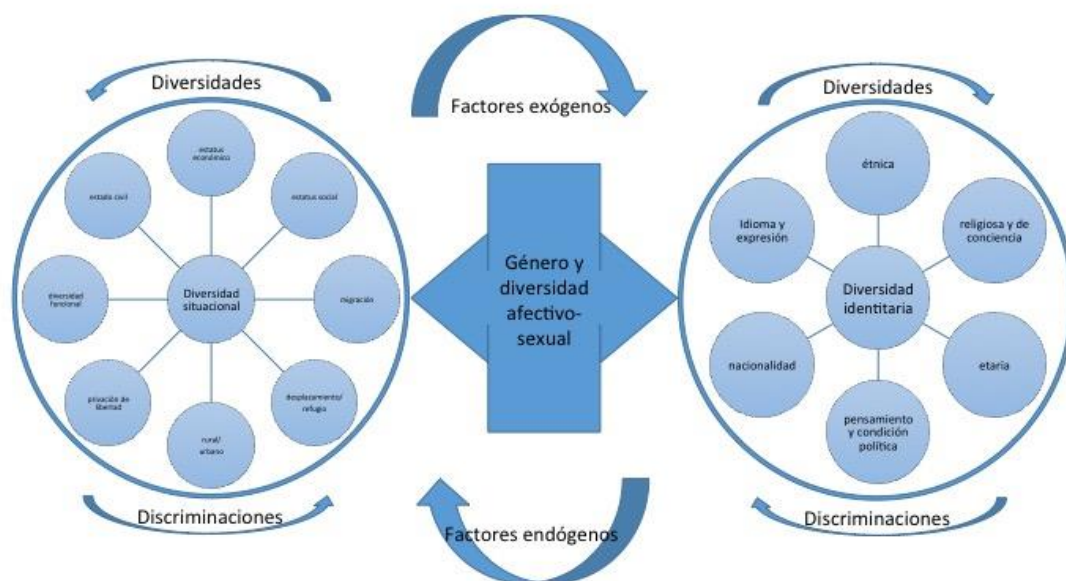 Diversidades
estatus
económico
estado civil
estatus social
diversidad
funcional
Diversidad
situacional
migración
privación de
libertad
desplazamiento/
refugio
rural/
urbano
Discriminaciones
Factores exógenos
Género y
diversidad
afectivo-
sexual
Factores endógenos
Diversidades
étnica
Idioma y
expresión
religiosa y de
conciencia
Diversidad
identitaria
nacionalidad
etaria
pensamiento
y condición
política
Discriminaciones